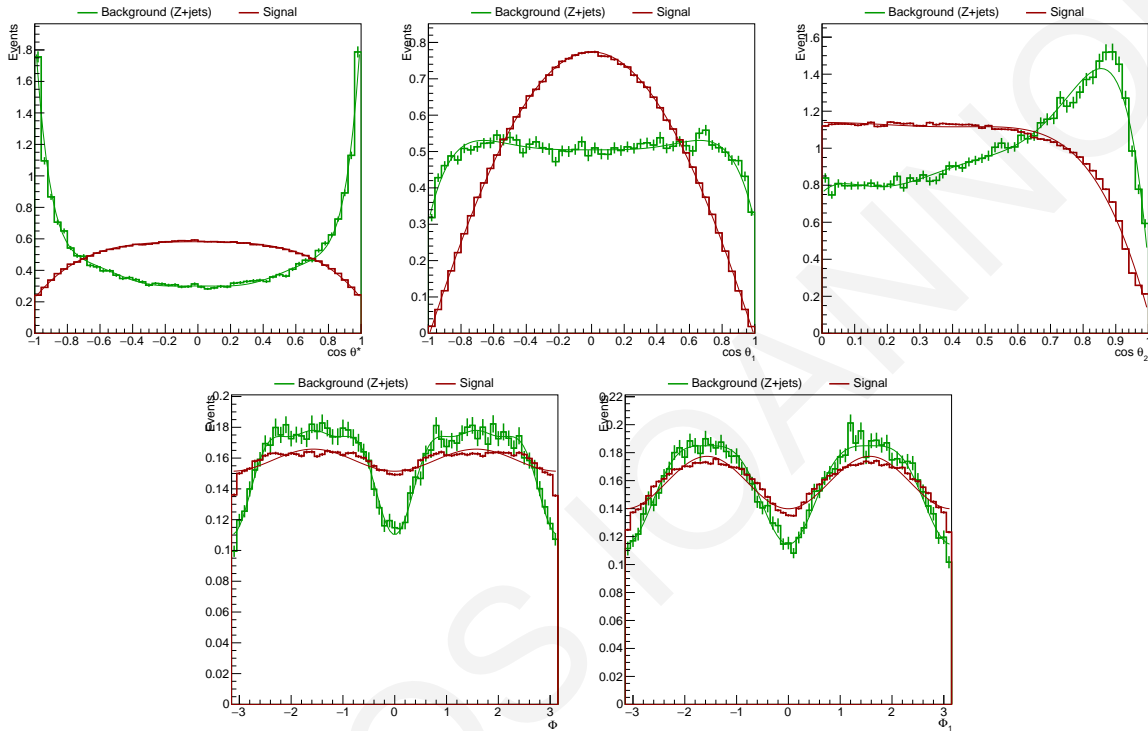 Background (Z+jets) Signal
Events
1.8
1.6
1.4
1.2
1
0.8
0.6
0.4
0.2
0
−1 −0.8 −0.6 −0.4 −0.2 0 0.2 0.4 0.6 0.8 1
cos θ*
Background (Z+jets) Signal
Events
0.8
0.7
0.6
0.5
0.4
0.3
0.2
0.1
0
−1 −0.8 −0.6 −0.4 −0.2 0 0.2 0.4 0.6 0.8 1
cos θ1
Background (Z+jets) Signal
Events
1.6
1.4
1.2
1
0.8
0.6
0.4
0.2
0
0 0.1 0.2 0.3 0.4 0.5 0.6 0.7 0.8 0.9 1
cos θ2
Background (Z+jets) Signal
Events
0.2
0.18
0.16
0.14
0.12
0.1
0.08
0.06
0.04
0.02
0
−3 −2 −1 0 1 2 3
Φ
Background (Z+jets) Signal
Events
0.22
0.2
0.18
0.16
0.14
0.12
0.1
0.08
0.06
0.04
0.02
0
−3 −2 −1 0 1 2 3
Φ1
OS IOANNO